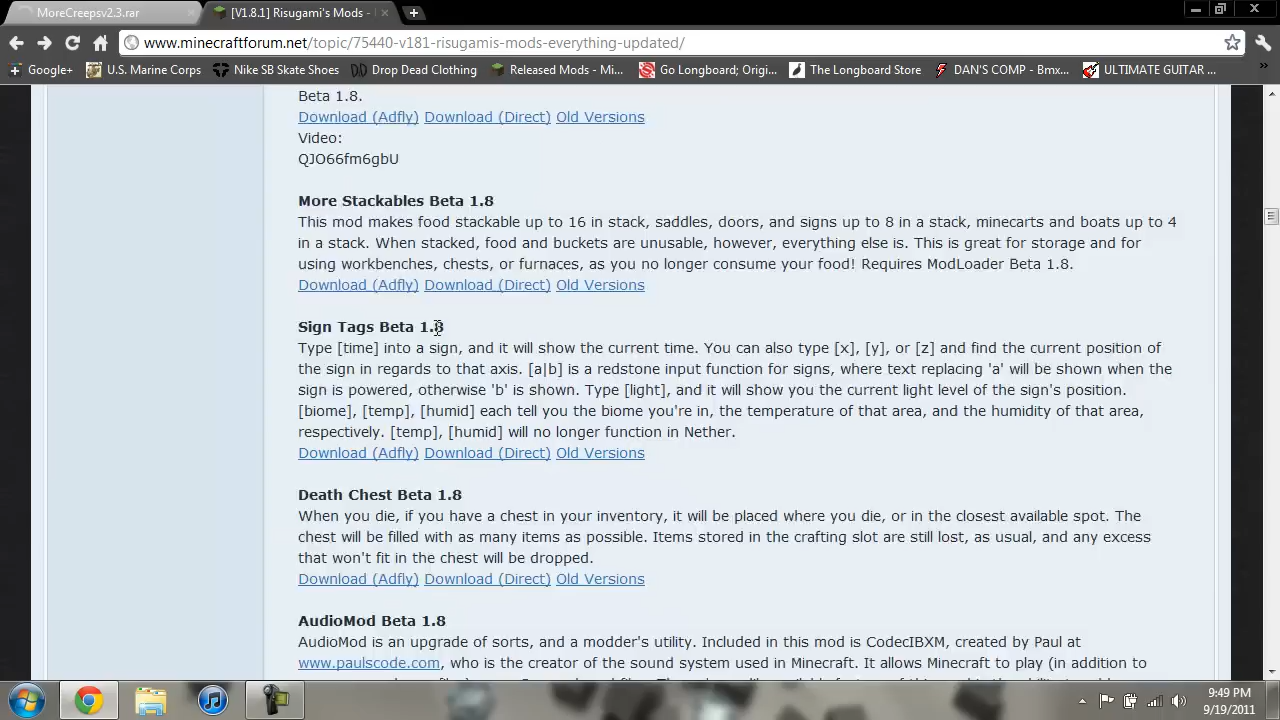 MoreCreepsv2.3.rar
[V1.8.1] Risugami's Mods -
www.minecraftforum.net/topic/75440-v181-risugamis-mods-everything-updated/
Google+ U.S. Marine Corps Nike SB Skate Shoes Drop Dead Clothing Released Mods - Mi... Go Longboard; Origi... The Longboard Store DAN'S COMP - Bmx... ULTIMATE GUITAR ...
Beta 1.8.
Download (Adfly) Download (Direct) Old Versions
Video:
QJO66fm6gbU
More Stackables Beta 1.8
This mod makes food stackable up to 16 in stack, saddles, doors, and signs up to 8 in a stack, minecarts and boats up to 4
in a stack. When stacked, food and buckets are unusable, however, everything else is. This is great for storage and for
using workbenches, chests, or furnaces, as you no longer consume your food! Requires ModLoader Beta 1.8.
Download (Adfly) Download (Direct) Old Versions
Sign Tags Beta 1.8
Type [time] into a sign, and it will show the current time. You can also type [x], [y], or [z] and find the current position of
the sign in regards to that axis. [a|b] is a redstone input function for signs, where text replacing 'a' will be shown when the
sign is powered, otherwise 'b' is shown. Type [light], and it will show you the current light level of the sign's position.
[biome], [temp], [humid] each tell you the biome you're in, the temperature of that area, and the humidity of that area,
respectively. [temp], [humid] will no longer function in Nether.
Download (Adfly) Download (Direct) Old Versions
Death Chest Beta 1.8
When you die, if you have a chest in your inventory, it will be placed where you die, or in the closest available spot. The
chest will be filled with as many items as possible. Items stored in the crafting slot are still lost, as usual, and any excess
that won't fit in the chest will be dropped.
Download (Adfly) Download (Direct) Old Versions
AudioMod Beta 1.8
AudioMod is an upgrade of sorts, and a modder's utility. Included in this mod is CodecIBXM, created by Paul at
www.paulscode.com, who is the creator of the sound system used in Minecraft. It allows Minecraft to play (in addition to
9:49 PM
9/19/2011